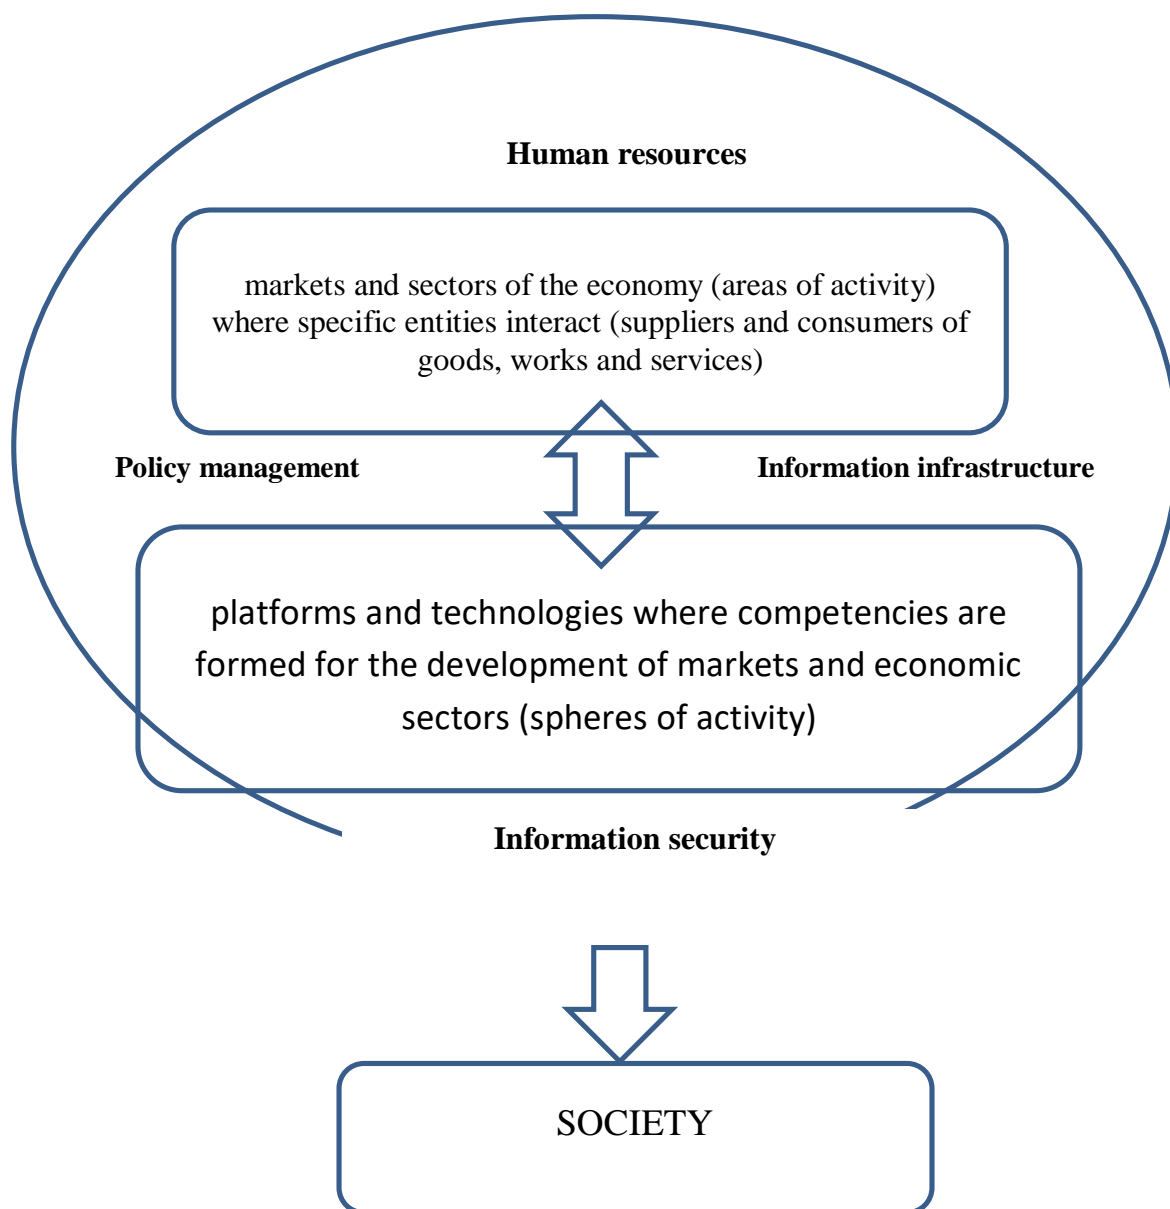 Human resources
markets and sectors of the economy (areas of activity)
where specific entities interact (suppliers and consumers of
goods, works and services)
Policy management
Information infrastructure
platforms and technologies where competencies are
formed for the development of markets and economic
sectors (spheres of activity)
Information security
SOCIETY